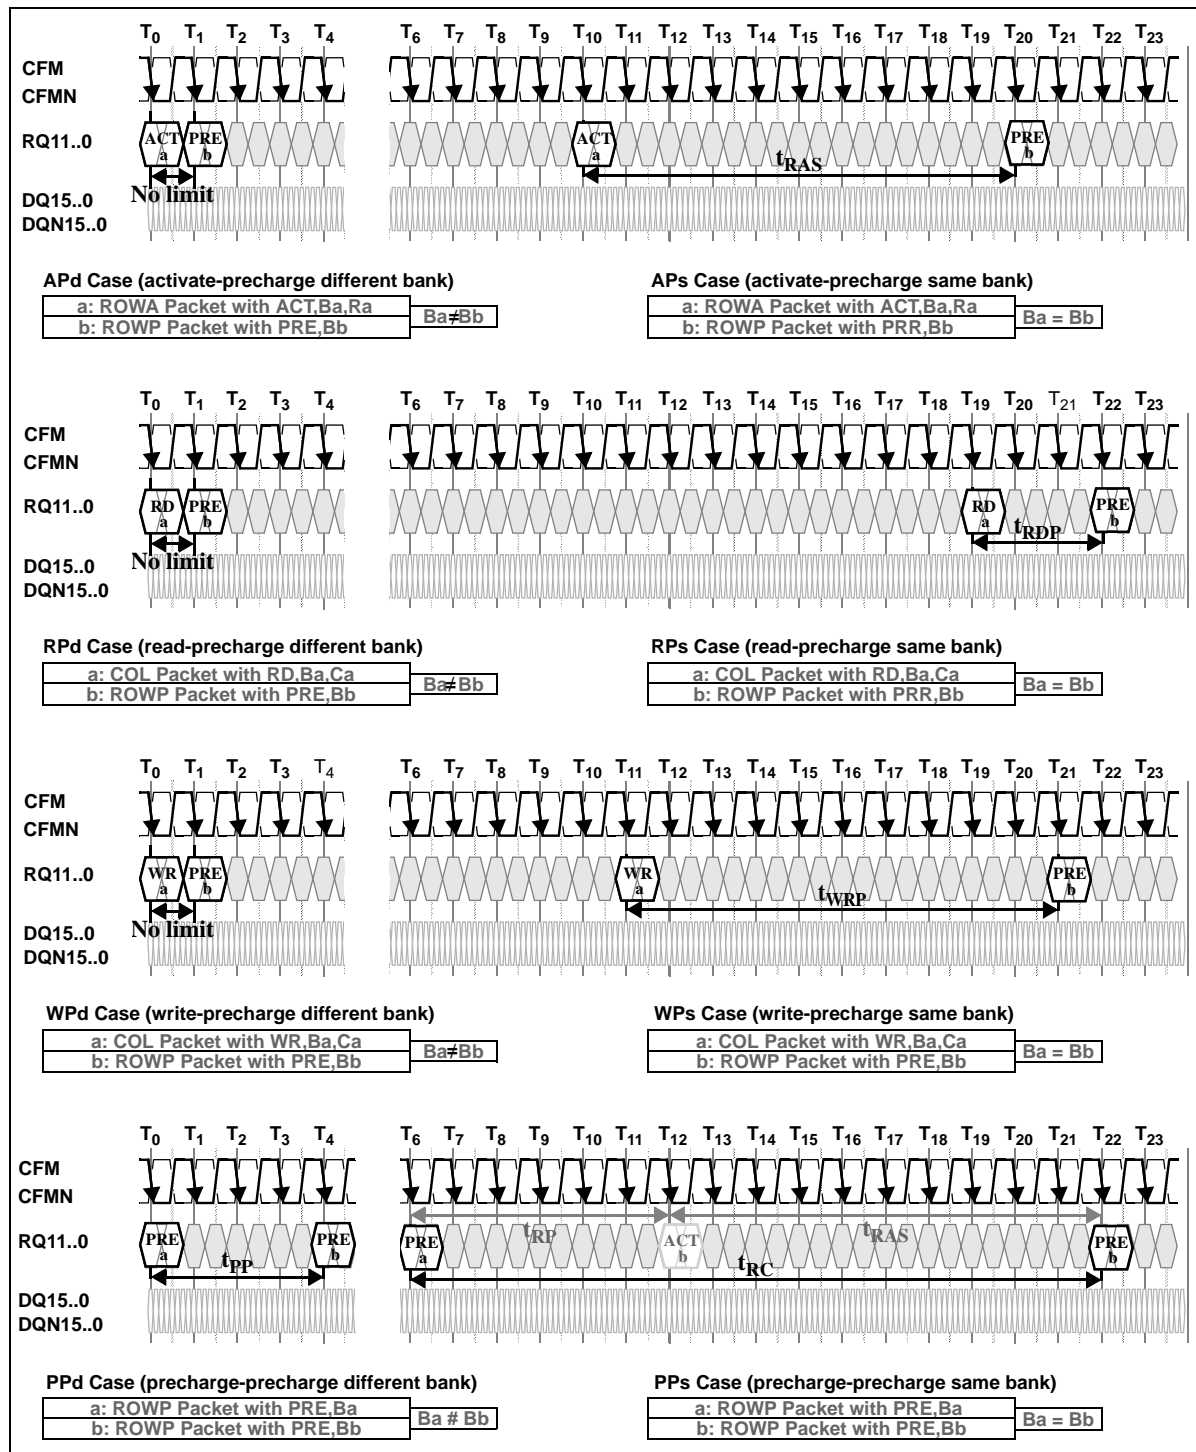 T0 T1 T2 T3 T4 T6 T7 T8 T9 T10 T11 T12 T13 T14 T15 T16 T17 T18 T19 T20 T21 T22 T23
CFM
CFMN
RQ11..0
ACT a PRE b ACT a PRE b
tRAS
No limit
DQ15..0
DQN15..0
APd Case (activate-precharge different bank) APs Case (activate-precharge same bank)
a: ROWA Packet with ACT,Ba,Ra a: ROWA Packet with ACT,Ba,Ra
Ba≠Bb Ba = Bb
b: ROWP Packet with PRE,Bb b: ROWP Packet with PRR,Bb
T0 T1 T2 T3 T4 T6 T7 T8 T9 T10 T11 T12 T13 T14 T15 T16 T17 T18 T19 T20 T21 T22 T23
CFM
CFMN
RQ11..0
RD a PRE b RD a PRE b
tRDP
No limit
DQ15..0
DQN15..0
RPd Case (read-precharge different bank) RPs Case (read-precharge same bank)
a: COL Packet with RD,Ba,Ca a: COL Packet with RD,Ba,Ca
Ba≠Bb Ba = Bb
b: ROWP Packet with PRE,Bb b: ROWP Packet with PRR,Bb
T0 T1 T2 T3 T4 T6 T7 T8 T9 T10 T11 T12 T13 T14 T15 T16 T17 T18 T19 T20 T21 T22 T23
CFM
CFMN
RQ11..0
WR a PRE b WR a PRE b
tWRP
No limit
DQ15..0
DQN15..0
WPd Case (write-precharge different bank) WPs Case (write-precharge same bank)
a: COL Packet with WR,Ba,Ca a: COL Packet with WR,Ba,Ca
Ba≠Bb Ba = Bb
b: ROWP Packet with PRE,Bb b: ROWP Packet with PRE,Bb
T0 T1 T2 T3 T4 T6 T7 T8 T9 T10 T11 T12 T13 T14 T15 T16 T17 T18 T19 T20 T21 T22 T23
CFM
CFMN
tRP tRAS
RQ11..0
PRE a PRE b PRE a ACT b PRE b
tPP tRC
DQ15..0
DQN15..0
PPd Case (precharge-precharge different bank) PPs Case (precharge-precharge same bank)
a: ROWP Packet with PRE,Ba a: ROWP Packet with PRE,Ba
Ba # Bb Ba = Bb
b: ROWP Packet with PRE,Bb b: ROWP Packet with PRE,Bb